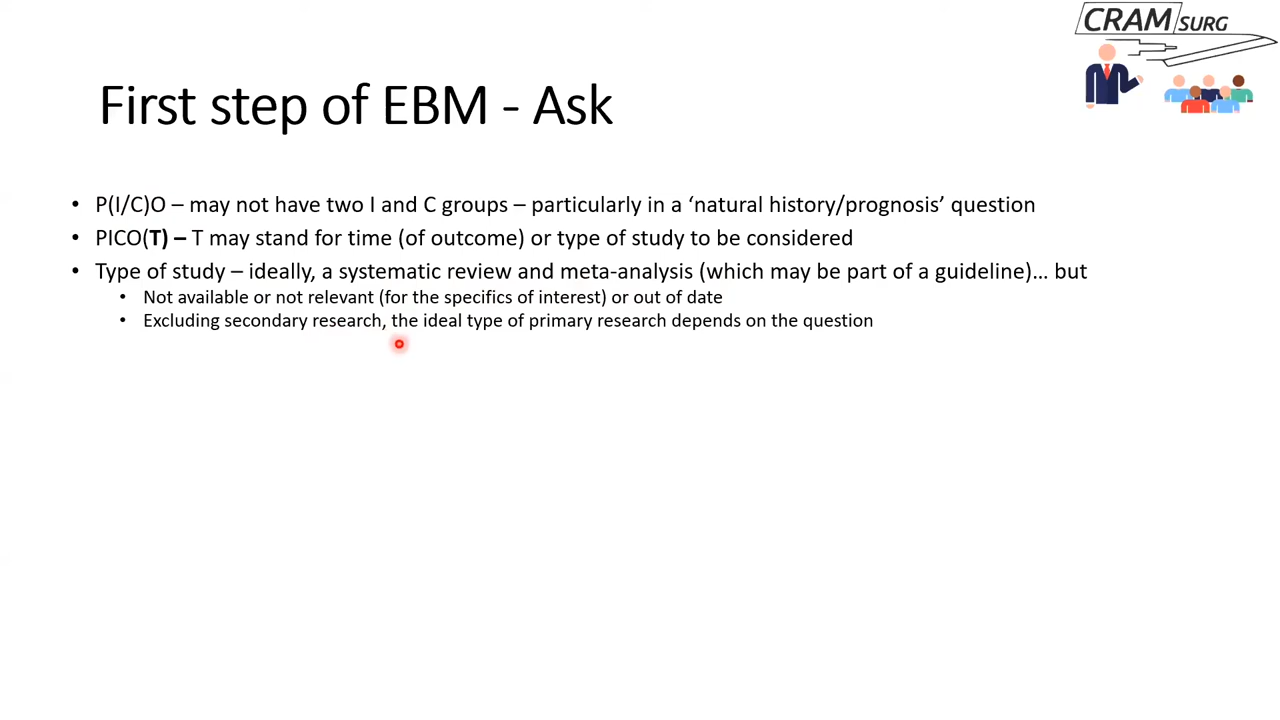 CRAM SURG
First step of EBM - Ask
• P(I/C)O – may not have two I and C groups – particularly in a ‘natural history/prognosis’ question
• PICO(T) – T may stand for time (of outcome) or type of study to be considered
• Type of study – ideally, a systematic review and meta-analysis (which may be part of a guideline)… but
• Not available or not relevant (for the specifics of interest) or out of date
• Excluding secondary research, the ideal type of primary research depends on the question